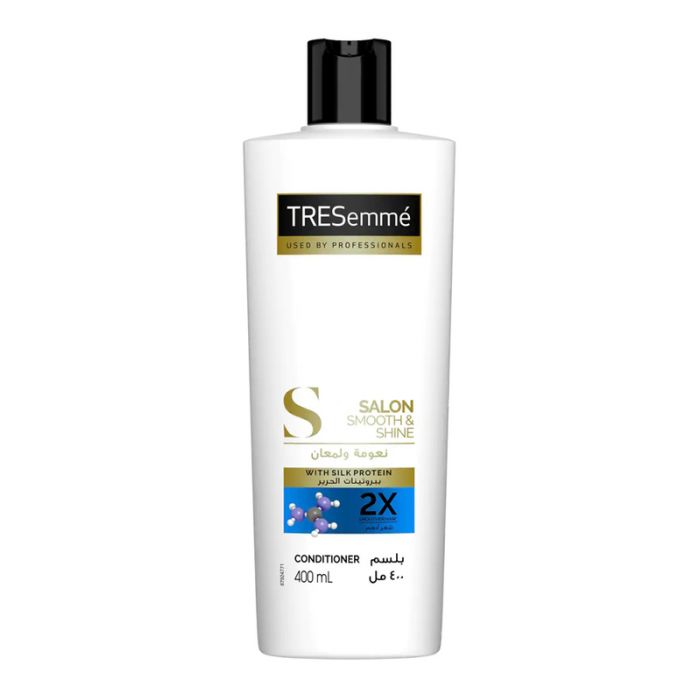 TRESemmé
USED BY PROFESSIONALS
S
SALON
SMOOTH &
SHINE
نعومة ولمعان
WITH SILK PROTEIN
ببروتينات الحرير
2X
CONDITIONER
بلسم
400 mL
٤٠٠ مل